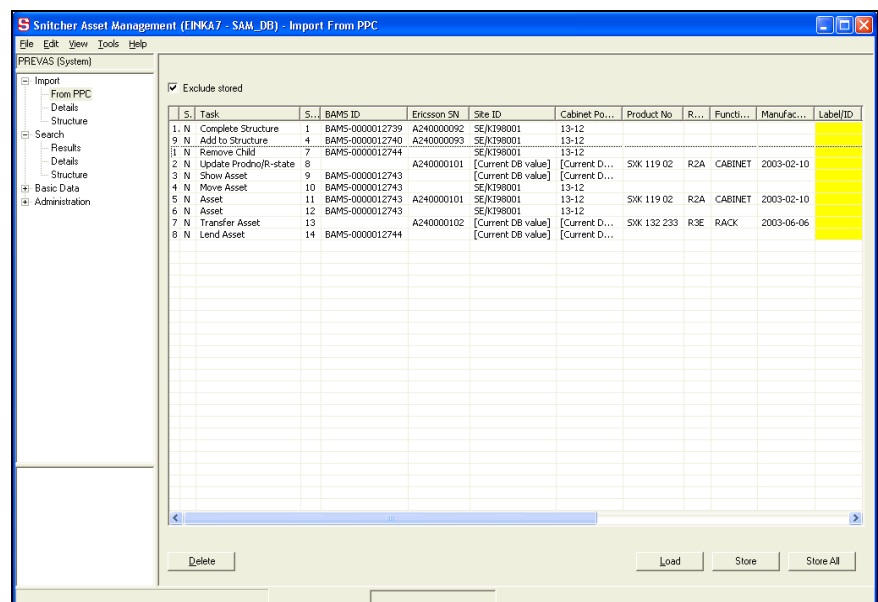 S Snitcher Asset Management (EINKA7 - SAM_DB) - Import From PPC
File Edit View Tools Help
PREVAS (System)
Import
From PPC
Details
Structure
Search
Results
Details
Structure
Basic Data
Administration
Exclude stored
S. Task S... BAMS ID Ericsson SN Site ID Cabinet Po... Product No R... Functi... Manufac... Label/ID
1. N Complete Structure 1 BAMS-0000012739 A240000092 SE/KI98001 13-12
9 N Add to Structure 4 BAMS-0000012740 A240000093 SE/KI98001 13-12
1 N Remove Child 7 BAMS-0000012744 SE/KI98001 13-12
2 N Update Prodno/R-state 8 A240000101 [Current DB value] [Current D... SXK 119 02 R2A CABINET 2003-02-10
3 N Show Asset 9 BAMS-0000012743 [Current DB value] [Current D...
4 N Move Asset 10 BAMS-0000012743 SE/KI98001 13-12
5 N Asset 11 BAMS-0000012743 A240000101 SE/KI98001 13-12 SXK 119 02 R2A CABINET 2003-02-10
6 N Asset 12 BAMS-0000012743 SE/KI98001 13-12
7 N Transfer Asset 13 A240000102 [Current DB value] [Current D... SXK 132 233 R3E RACK 2003-06-06
8 N Lend Asset 14 BAMS-0000012744 [Current DB value] [Current D...
Delete Load Store Store All